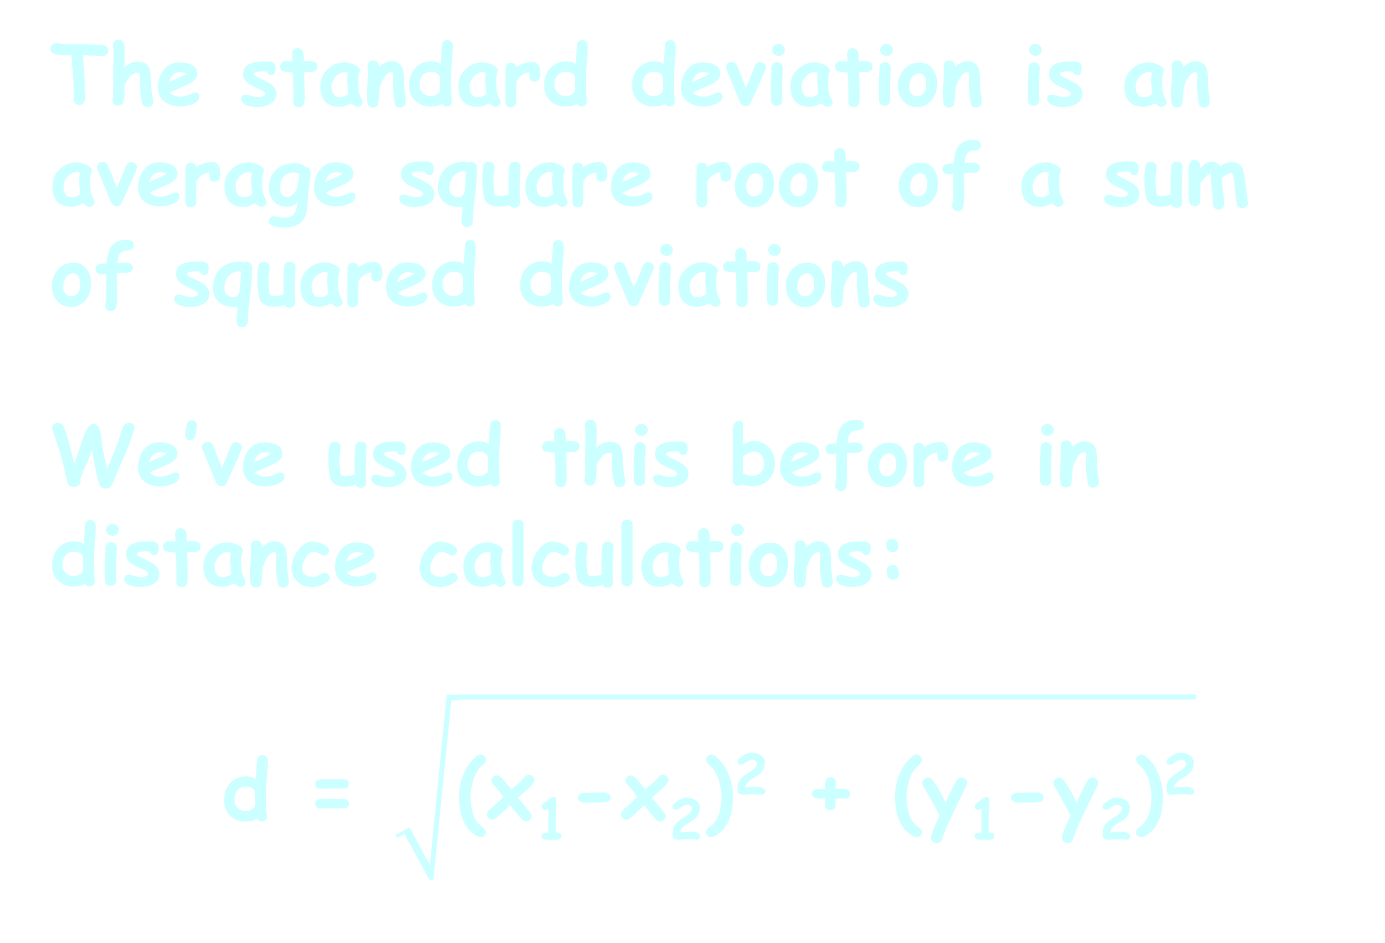 The standard deviation is an
average square root of a sum
of squared deviations
We've used this before in
distance calculations:
d = √(x₁-x₂)² + (y₁-y₂)²